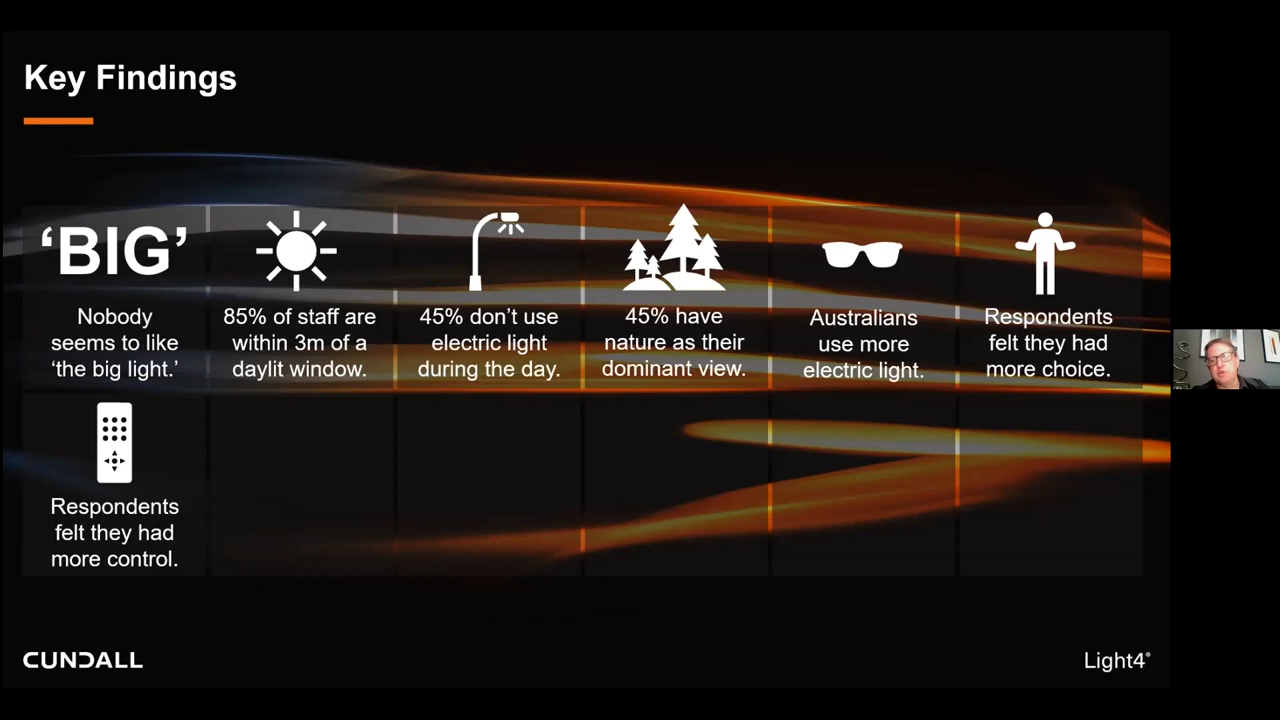 Key Findings
‘BIG’
Nobody
seems to like
‘the big light.’
85% of staff are
within 3m of a
daylit window.
45% don’t use
electric light
during the day.
45% have
nature as their
dominant view.
Australians
use more
electric light.
Respondents
felt they had
more choice.
Respondents
felt they had
more control.
CUNDALL
Light4®